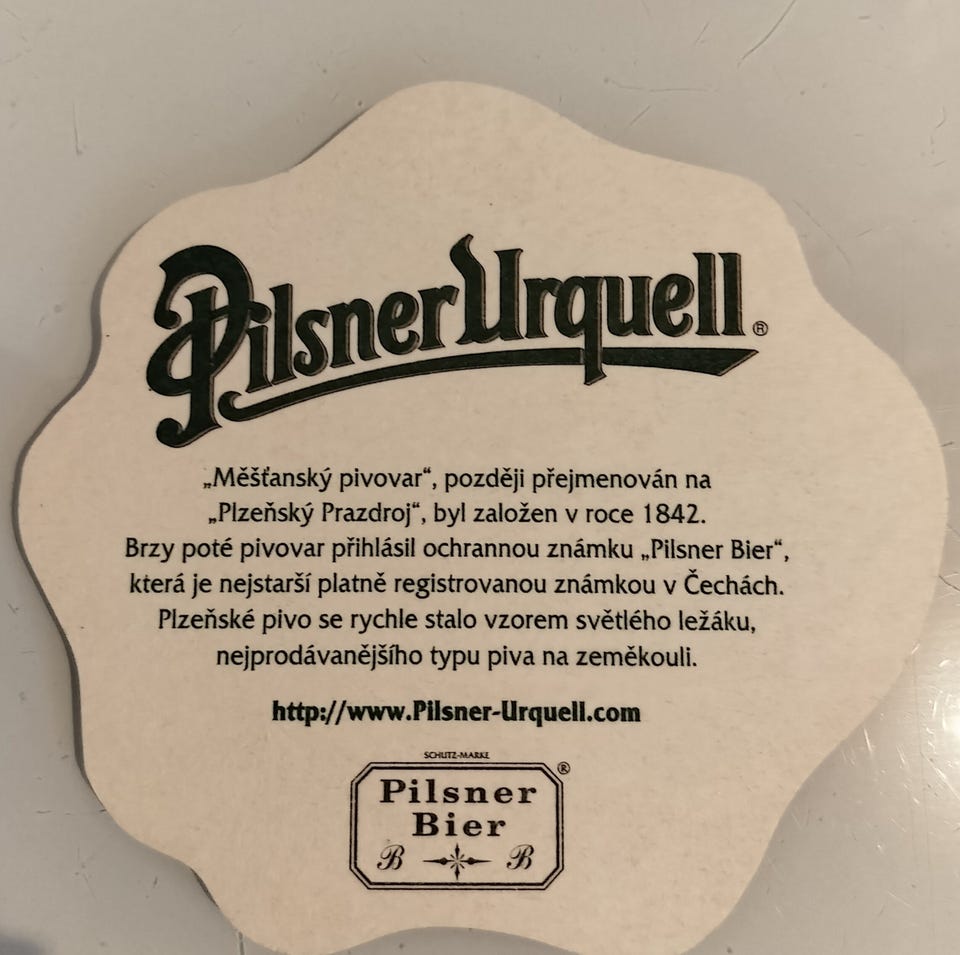 Pilsner Urquell ®
„Měšťanský pivovar“, později přejmenován na
„Plzeňský Prazdroj“, byl založen v roce 1842.
Brzy poté pivovar přihlásil ochrannou známku „Pilsner Bier“,
která je nejstarší platně registrovanou známkou v Čechách.
Plzeňské pivo se rychle stalo vzorem světlého ležáku,
nejprodávanějšího typu piva na zeměkouli.
http://www.Pilsner-Urquell.com
SCHUTZ-MARKE
®
Pilsner
Bier
B B